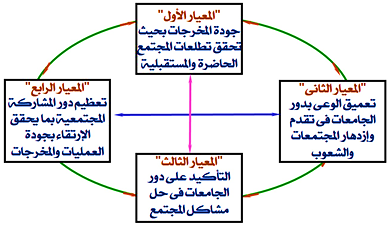 "المعيار الأول"
جودة المخرجات بحيث
تحقق تطلعات المجتمع
الحاضرة والمستقبلية
"المعيار الثانى"
تعميق الوعى بدور
الجامعات فى تقدم
وإزدهار المجتمعات
والشعوب
"المعيار الثالث"
التأكيد على دور
الجامعات فى حل
مشاكل المجتمع
"المعيار الرابع"
تعظيم دور المشاركة
المجتمعية بما يحقق
الإرتقاء بجودة
العمليات والمخرجات